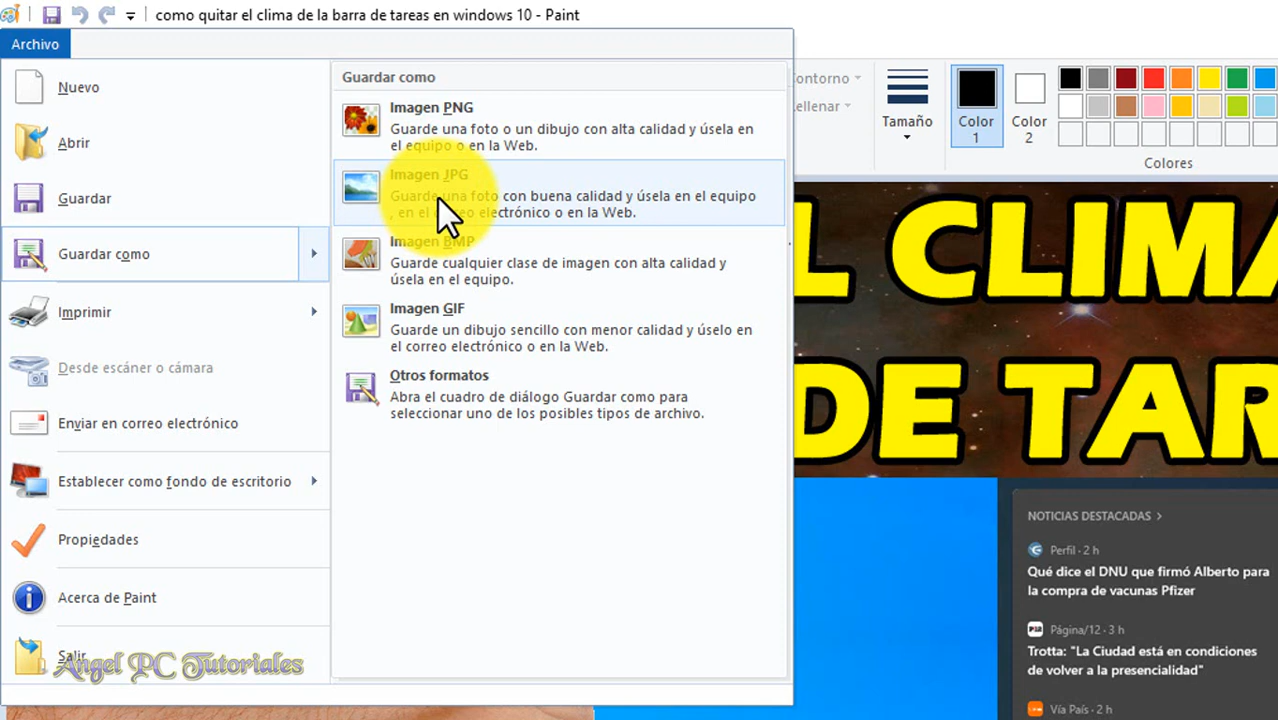 como quitar el clima de la barra de tareas en windows 10 - Paint
Archivo
Nuevo
Abrir
Guardar
Guardar como
Imprimir
Desde escáner o cámara
Enviar en correo electrónico
Establecer como fondo de escritorio
Propiedades
Acerca de Paint
Salir
Angel PC Tutoriales
Guardar como
Imagen PNG
Guarde una foto o un dibujo con alta calidad y úsela en
el equipo o en la Web.
Imagen JPG
Guarde una foto con buena calidad y úsela en el equipo
, en el correo electrónico o en la Web.
Imagen BMP
Guarde cualquier clase de imagen con alta calidad y
úsela en el equipo.
Imagen GIF
Guarde un dibujo sencillo con menor calidad y úselo en
el correo electrónico o en la Web.
Otros formatos
Abra el cuadro de diálogo Guardar como para
seleccionar uno de los posibles tipos de archivo.
ontorno
ellenar
Tamaño
Color
1
Color
2
Colores
L CLIMA
DE TAR
NOTICIAS DESTACADAS >
Perfil · 2 h
Qué dice el DNU que firmó Alberto para
la compra de vacunas Pfizer
Página/12 · 3 h
Trotta: "La Ciudad está en condiciones
de volver a la presencialidad"
Vía País · 2 h